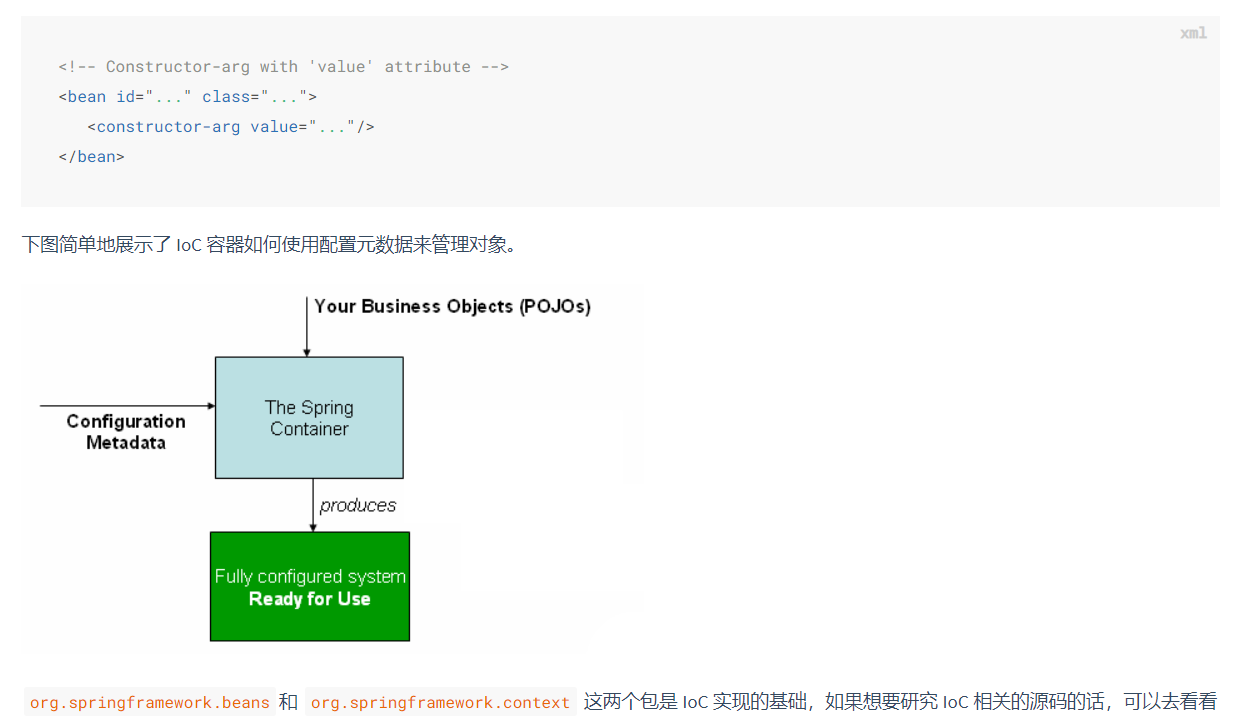 xml
<!-- Constructor-arg with 'value' attribute -->
<bean id="..." class="...">
   <constructor-arg value="..."/>
</bean>
下图简单地展示了 IoC 容器如何使用配置元数据来管理对象。
Your Business Objects (POJOs)
The Spring
Container
Configuration
Metadata
produces
Fully configured system
Ready for Use
org.springframework.beans 和 org.springframework.context 这两个包是 IoC 实现的基础，如果想要研究 IoC 相关的源码的话，可以去看看